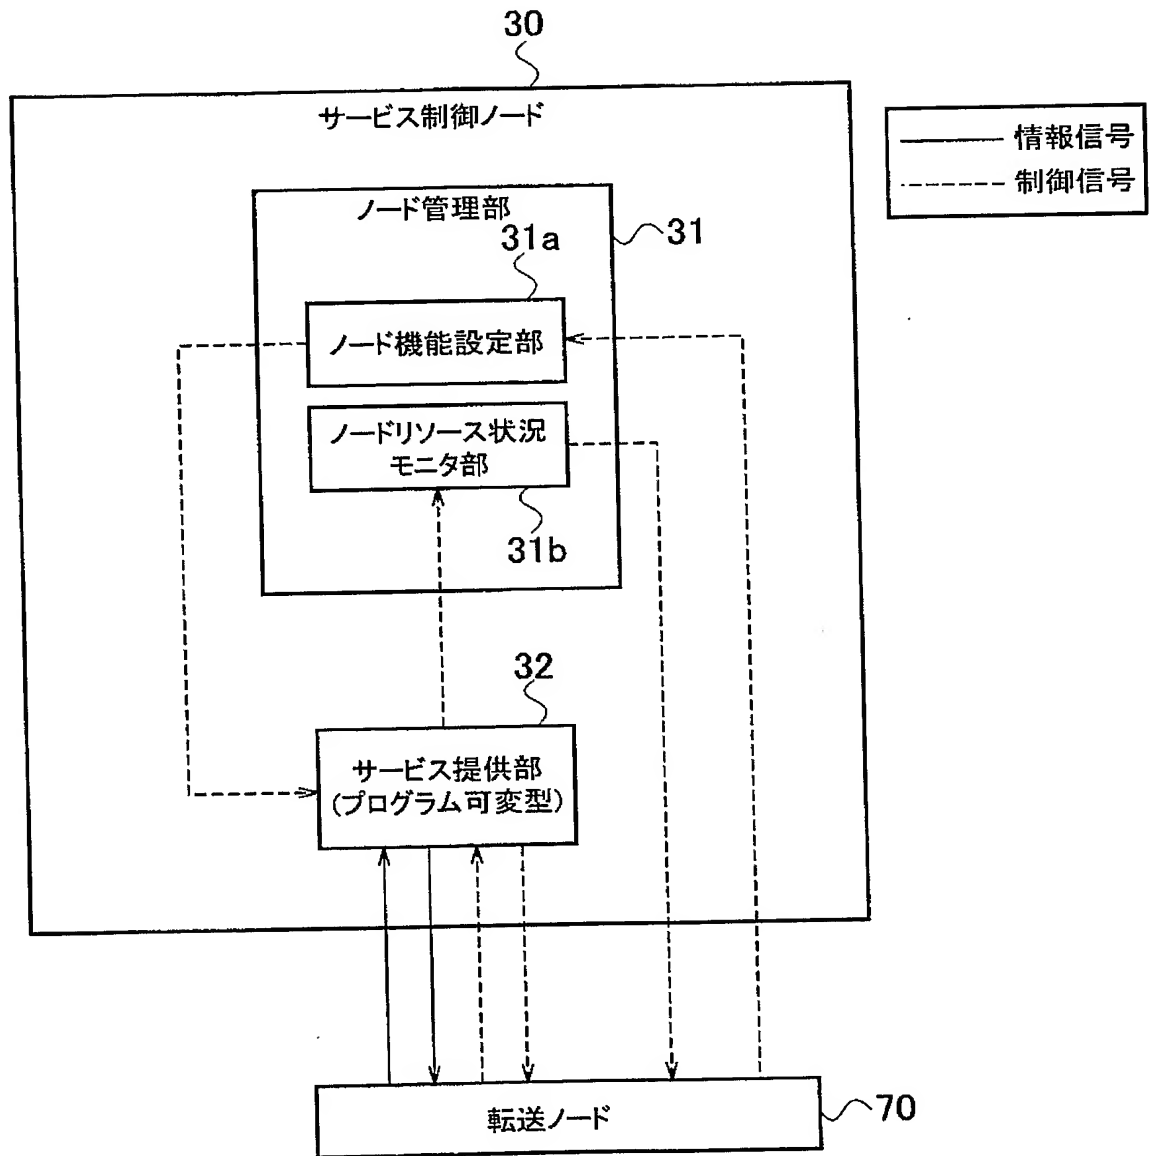 30
サービス制御ノード
情報信号
制御信号
ノード管理部
31
31a
ノード機能設定部
ノードリソース状況
モニタ部
31b
32
サービス提供部
(プログラム可変型)
転送ノード
70